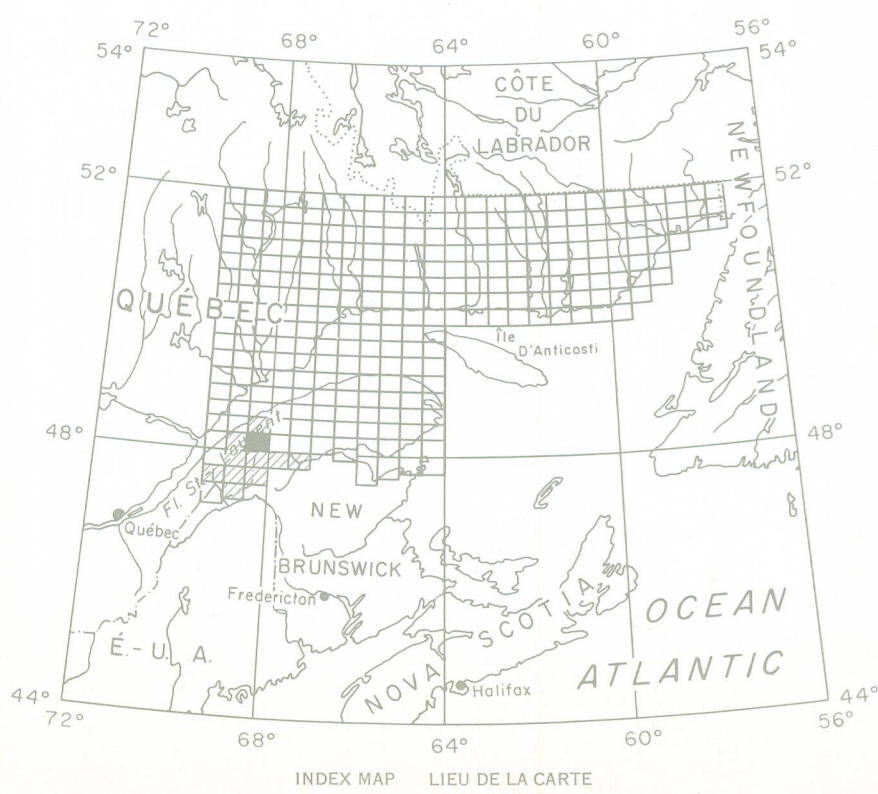 72° 68° 64° 60° 56°
54° 54°
CÔTE
DU
LABRADOR
52° 52°
NEWFOUNDLAND
QUÉBEC
Île
D'Anticosti
48° 48°
Fl. St. Laurent
Québec
NEW
BRUNSWICK
Fredericton
NOVA SCOTIA
OCEAN
ATLANTIC
É.-U. A.
Halifax
44° 44°
72° 68° 64° 60° 56°
INDEX MAP LIEU DE LA CARTE